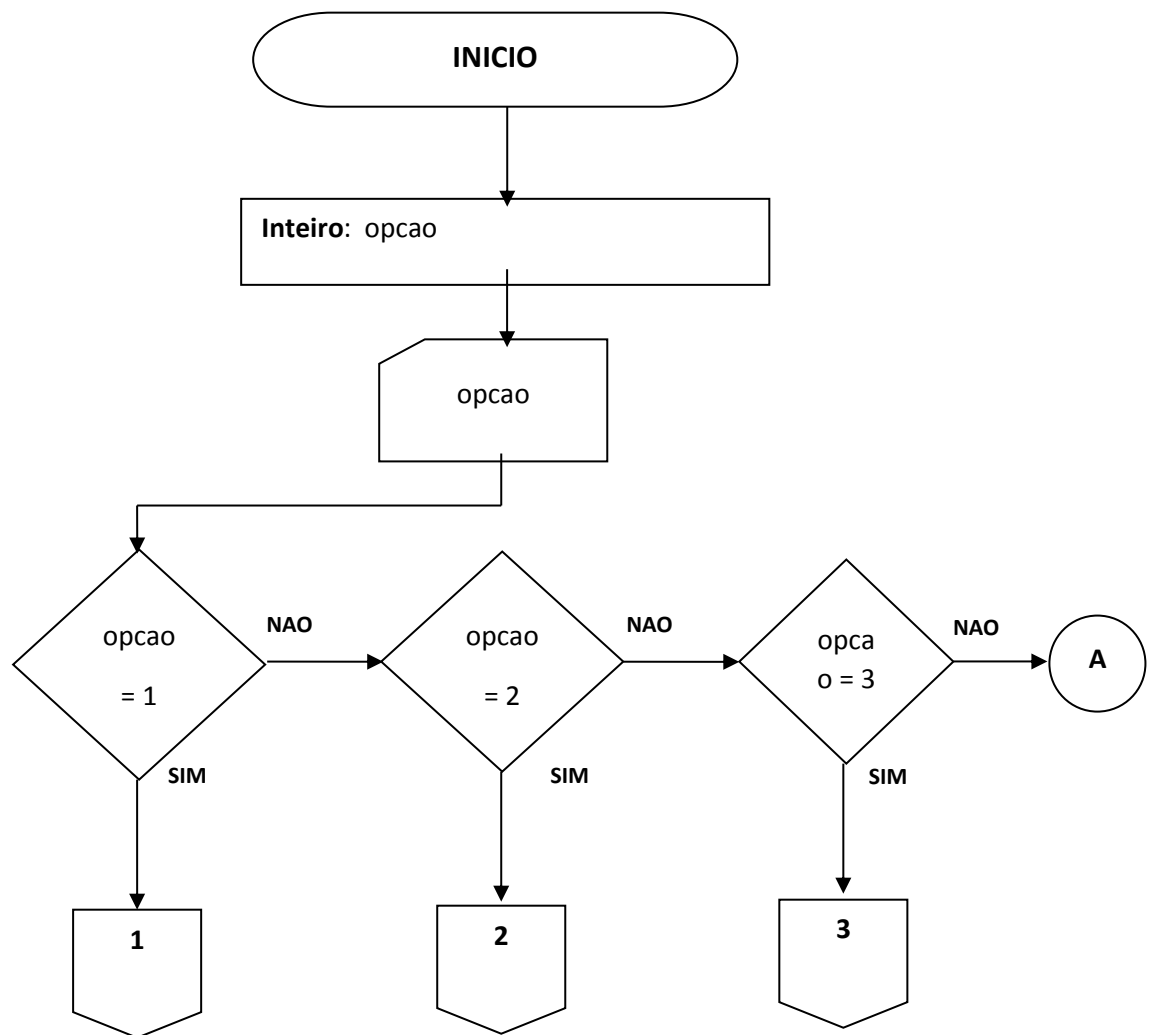 INICIO
Inteiro: opcao
opcao
opcao
= 1
NAO
opcao
= 2
NAO
opca
o = 3
NAO
A
SIM
SIM
SIM
1
2
3